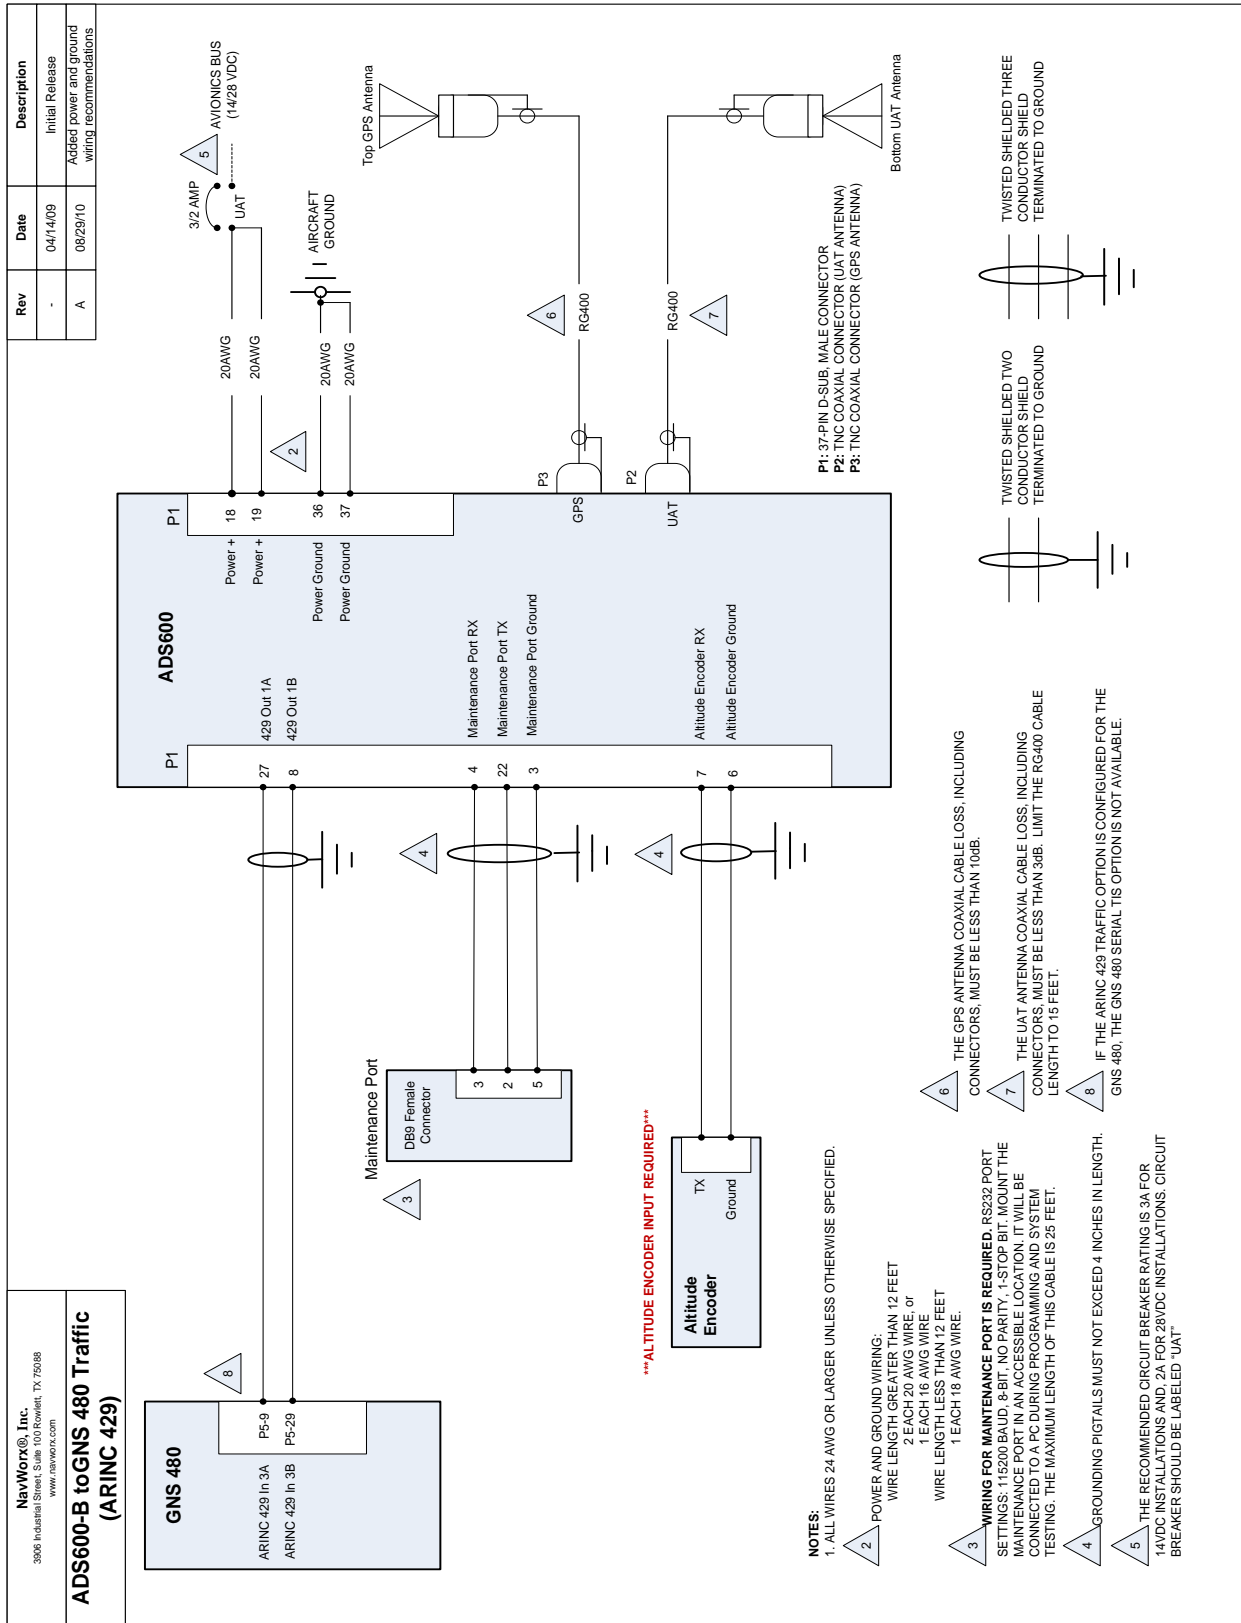 NavWorx®, Inc.
3906 Industrial Street, Suite 100 Rowlett, TX 75088
www.navworx.com
ADS600-B toGNS 480 Traffic
(ARINC 429)
Rev
Date
Description
-
04/14/09
Initial Release
A
08/29/10
Added power and ground
wiring recommendations
GNS 480
ARINC 429 In 3A
P5-9
ARINC 429 In 3B
P5-29
8
Maintenance Port
DB9 Female
Connector
3
2
5
3
***ALTITUDE ENCODER INPUT REQUIRED***
Altitude
Encoder
TX
Ground
4
4
ADS600
P1
27
429 Out 1A
8
429 Out 1B
4
Maintenance Port RX
22
Maintenance Port TX
3
Maintenance Port Ground
7
Altitude Encoder RX
6
Altitude Encoder Ground
P1
Power +
18
Power +
19
Power Ground
36
Power Ground
37
GPS
P3
UAT
P2
20AWG
20AWG
20AWG
20AWG
2
3/2 AMP
UAT
5
AVIONICS BUS
(14/28 VDC)
AIRCRAFT
GROUND
6
RG400
Top GPS Antenna
RG400
7
Bottom UAT Antenna
P1: 37-PIN D-SUB, MALE CONNECTOR
P2: TNC COAXIAL CONNECTOR (UAT ANTENNA)
P3: TNC COAXIAL CONNECTOR (GPS ANTENNA)
TWISTED SHIELDED TWO
CONDUCTOR SHIELD
TERMINATED TO GROUND
TWISTED SHIELDED THREE
CONDUCTOR SHIELD
TERMINATED TO GROUND
NOTES:
1. ALL WIRES 24 AWG OR LARGER UNLESS OTHERWISE SPECIFIED.
2
POWER AND GROUND WIRING:
WIRE LENGTH GREATER THAN 12 FEET
2 EACH 20 AWG WIRE, or
1 EACH 16 AWG WIRE
WIRE LENGTH LESS THAN 12 FEET
1 EACH 18 AWG WIRE.
3
WIRING FOR MAINTENANCE PORT IS REQUIRED. RS232 PORT
SETTINGS: 115200 BAUD, 8-BIT, NO PARITY, 1-STOP BIT. MOUNT THE
MAINTENANCE PORT IN AN ACCESSIBLE LOCATION. IT WILL BE
CONNECTED TO A PC DURING PROGRAMMING AND SYSTEM
TESTING. THE MAXIMUM LENGTH OF THIS CABLE IS 25 FEET.
4
GROUNDING PIGTAILS MUST NOT EXCEED 4 INCHES IN LENGTH.
5
THE RECOMMENDED CIRCUIT BREAKER RATING IS 3A FOR
14VDC INSTALLATIONS AND, 2A FOR 28VDC INSTALLATIONS. CIRCUIT
BREAKER SHOULD BE LABELED “UAT”
6
THE GPS ANTENNA COAXIAL CABLE LOSS, INCLUDING
CONNECTORS, MUST BE LESS THAN 10dB.
7
THE UAT ANTENNA COAXIAL CABLE LOSS, INCLUDING
CONNECTORS, MUST BE LESS THAN 3dB. LIMIT THE RG400 CABLE
LENGTH TO 15 FEET.
8
IF THE ARINC 429 TRAFFIC OPTION IS CONFIGURED FOR THE
GNS 480, THE GNS 480 SERIAL TIS OPTION IS NOT AVAILABLE.